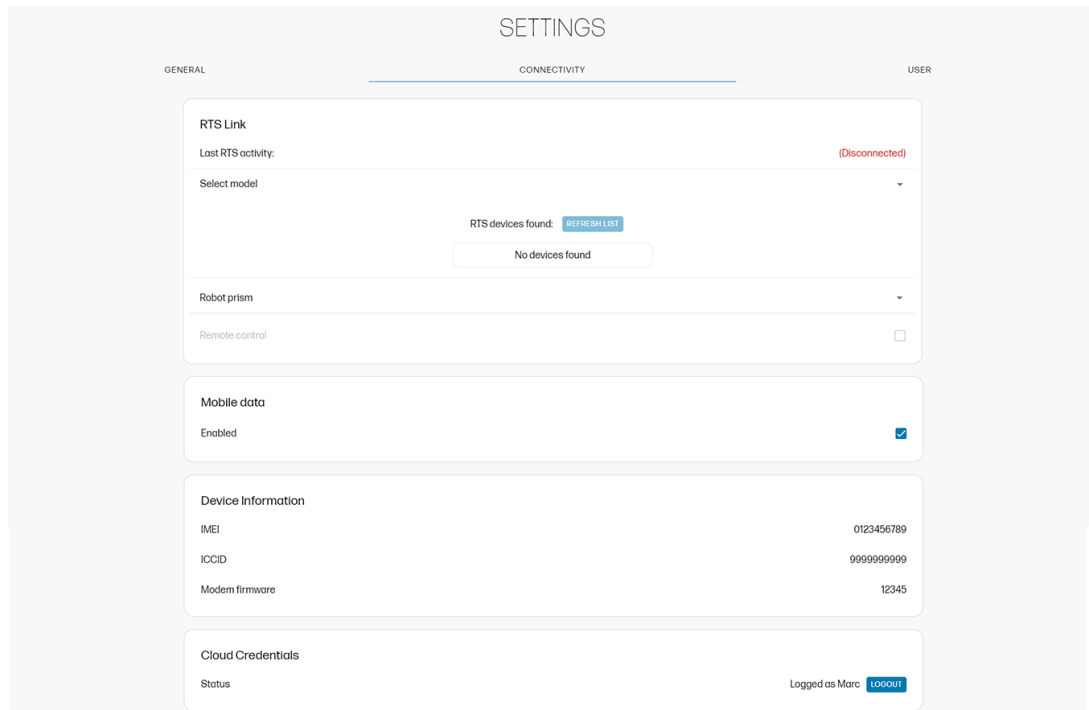 SETTINGS
GENERAL CONNECTIVITY USER
RTS Link
Last RTS activity: (Disconnected)
Select model
RTS devices found: REFRESH LIST
No devices found
Robot prism
Remote control
Mobile data
Enabled
Device Information
IMEI 0123456789
ICCID 9999999999
Modem firmware 12345
Cloud Credentials
Status Logged as Marc LOGOUT